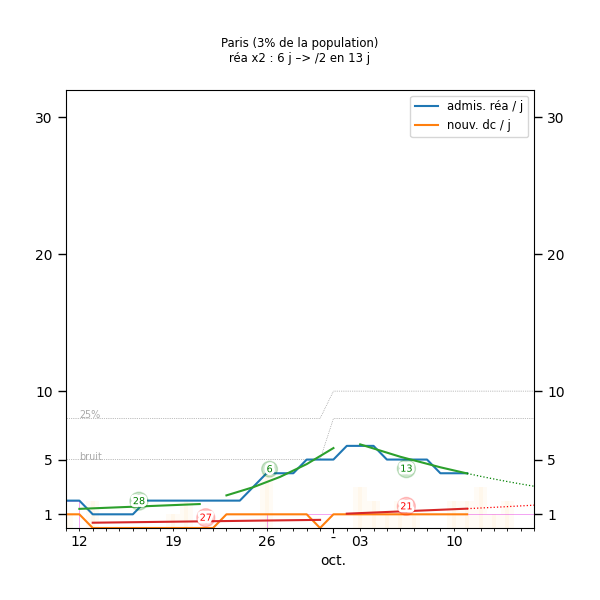 Paris (3% de la population)
réa x2 : 6 j –> /2 en 13 j
admis. réa / j
nouv. dc / j
30 30
20 20
10 10
25%
5 bruit 5
6
13
28
27
21
1 1
12 19 26 - 03 10
oct.